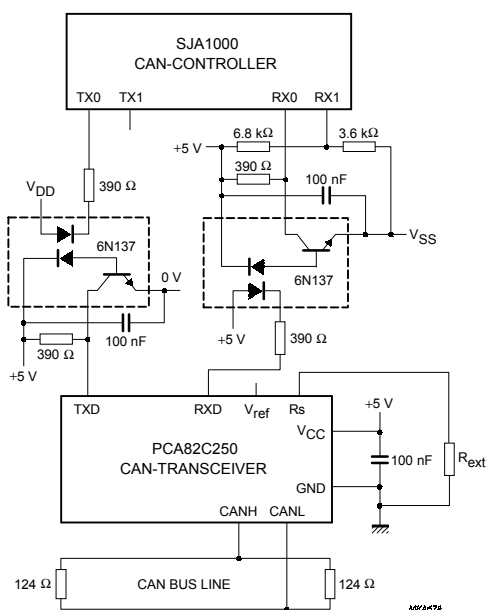 SJA1000
CAN-CONTROLLER
TX0 TX1 RX0 RX1
6.8 kΩ 3.6 kΩ
+5 V
390 Ω
100 nF
390 Ω
VDD
VSS
6N137
0 V
6N137
100 nF
390 Ω
+5 V
390 Ω
+5 V
TXD RXD Vref Rs
+5 V
VCC
PCA82C250
CAN-TRANSCEIVER
100 nF
Rext
GND
CANH CANL
124 Ω CAN BUS LINE 124 Ω